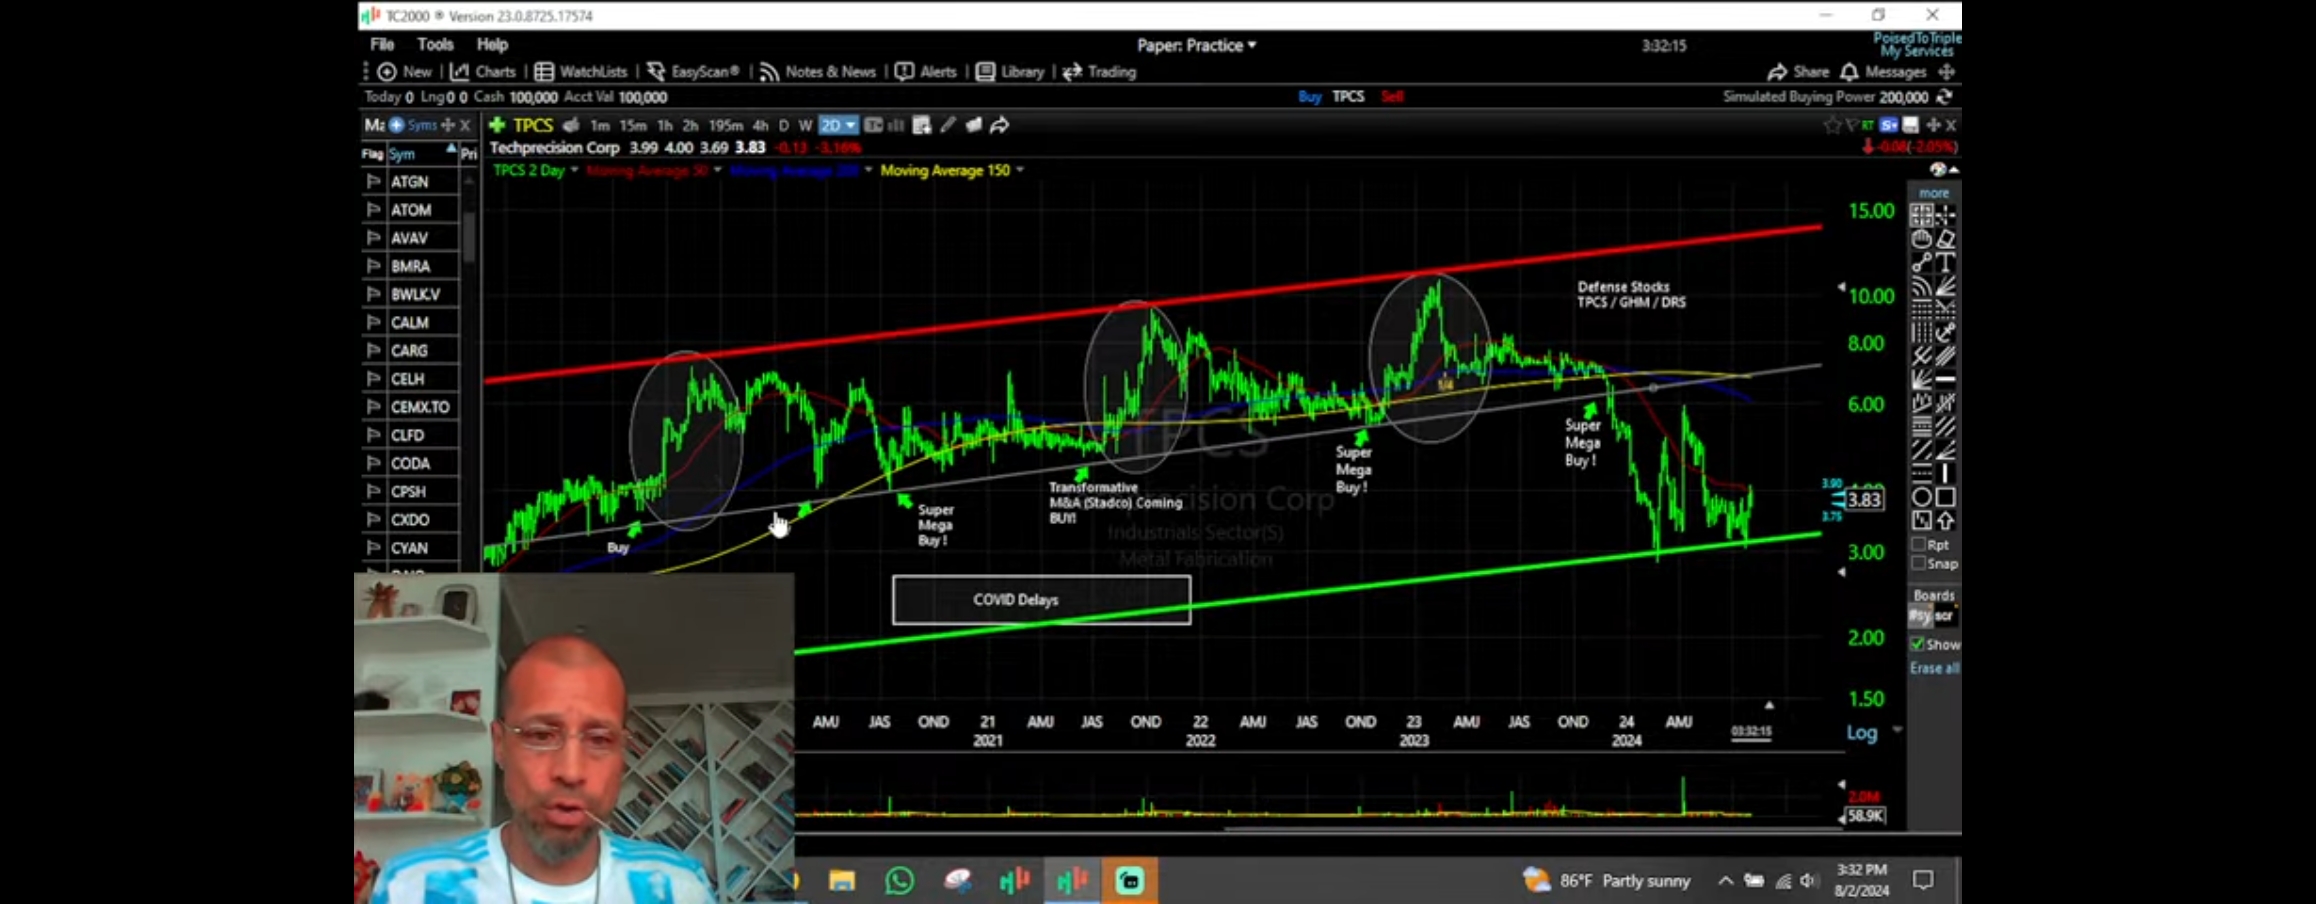 TC2000 ® Version 23.0.8725.17574
File Tools Help
Paper: Practice
3:32:15
PoisedToTriple
My Services
New Charts WatchLists EasyScan® Notes & News Alerts Library Trading
Share Messages
Today 0 Lng0 0 Cash 100,000 Acct Val 100,000
Buy TPCS Sell
Simulated Buying Power 200,000
Syms X
TPCS 1m 15m 1h 2h 195m 4h D W 2D
RT
Flag Sym Pri
Techprecision Corp 3.99 4.00 3.69 3.83 -0.13 -3.16%
-0.08(-2.05%)
TPCS 2 Day Moving Average 50 Moving Average 200 Moving Average 150
ATGN
ATOM
AVAV
BMRA
BWLK.V
CALM
CARG
CELH
CEMX.TO
CLFD
CODA
CPSH
CXDO
CYAN
more
15.00
10.00
8.00
6.00
3.90
3.83
3.75
3.00
2.00
1.50
Defense Stocks
TPCS / GHM / DRS
TPCS
Industrials Sector(S)
Metal Fabrication
Buy
Super
Mega
Buy !
Transformative
M&A (Stadco) Coming
BUY!
Super
Mega
Buy !
Super
Mega
Buy !
COVID Delays
Rpt
Snap
Boards
scr
Show
Erase all
AMJ JAS OND 21 AMJ JAS OND 22 AMJ JAS OND 23 AMJ JAS OND 24 AMJ
2021 2022 2023 2024
03:32:15
Log
2.0M
58.9K
86°F Partly sunny
3:32 PM
8/2/2024